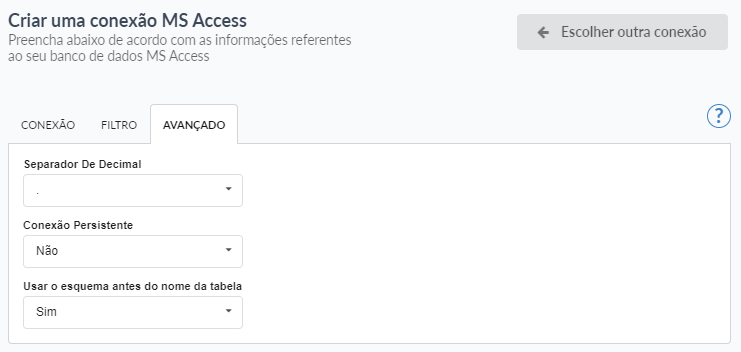 Criar uma conexão MS Access
Preencha abaixo de acordo com as informações referentes
ao seu banco de dados MS Access
Escolher outra conexão
CONEXÃO FILTRO AVANÇADO
?
Separador De Decimal
.
Conexão Persistente
Não
Usar o esquema antes do nome da tabela
Sim